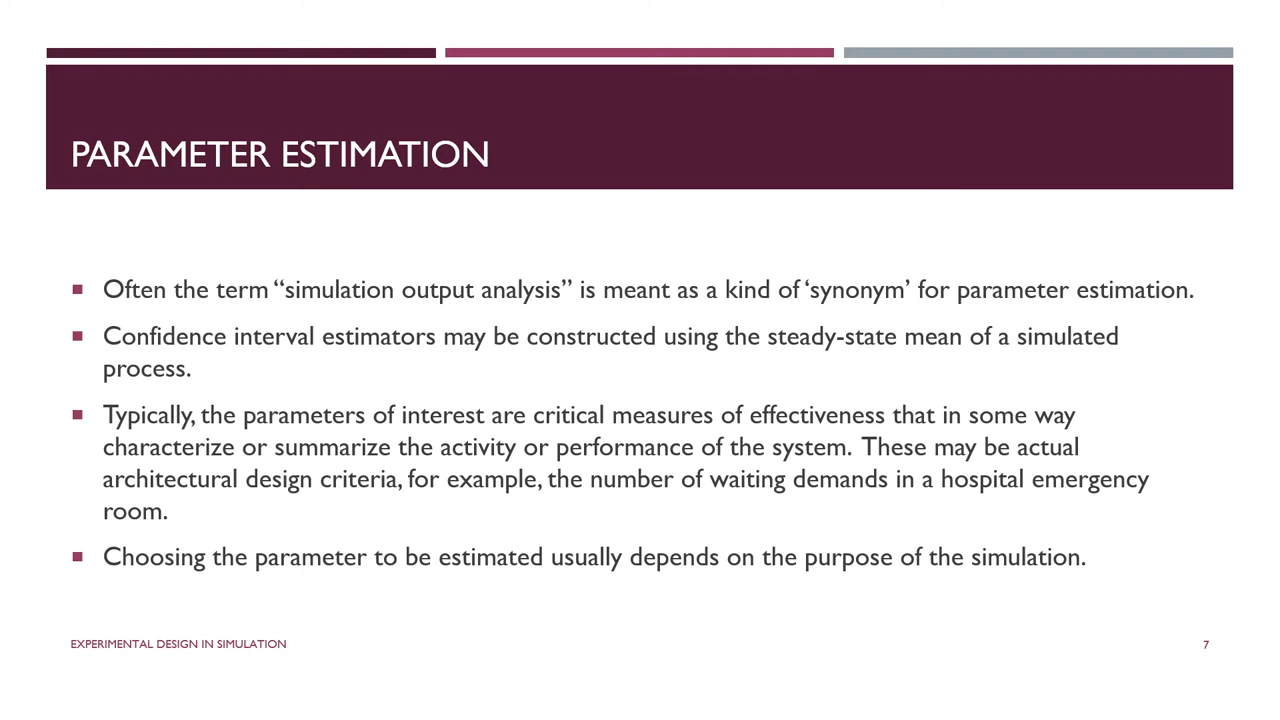 PARAMETER ESTIMATION
■ Often the term “simulation output analysis” is meant as a kind of ‘synonym’ for parameter estimation.
■ Confidence interval estimators may be constructed using the steady-state mean of a simulated
process.
■ Typically, the parameters of interest are critical measures of effectiveness that in some way
characterize or summarize the activity or performance of the system. These may be actual
architectural design criteria, for example, the number of waiting demands in a hospital emergency
room.
■ Choosing the parameter to be estimated usually depends on the purpose of the simulation.
EXPERIMENTAL DESIGN IN SIMULATION
7